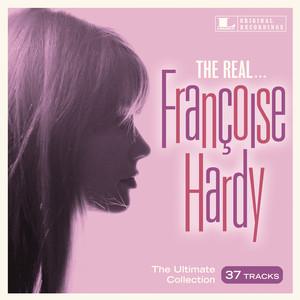 ORIGINAL
RECORDINGS
THE REAL...
Françoise
Hardy
The Ultimate
Collection
37 TRACKS